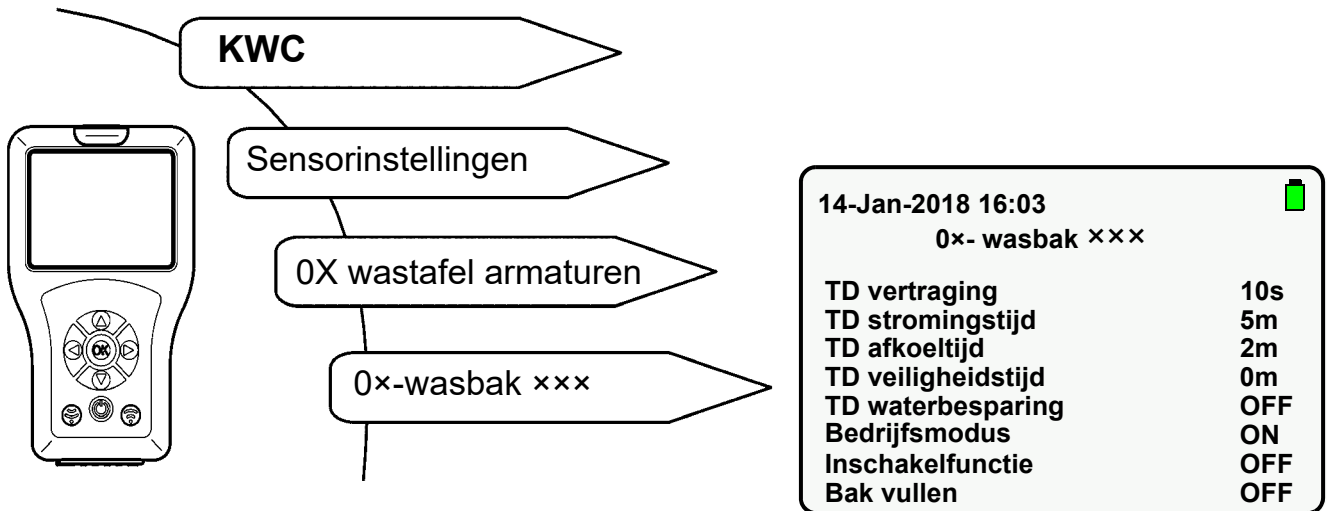 KWC
Sensorinstellingen
0X wastafel armaturen
0×-wasbak ×××
OK
14-Jan-2018 16:03
0×- wasbak ×××
TD vertraging 10s
TD stromingstijd 5m
TD afkoeltijd 2m
TD veiligheidstijd 0m
TD waterbesparing OFF
Bedrijfsmodus ON
Inschakelfunctie OFF
Bak vullen OFF